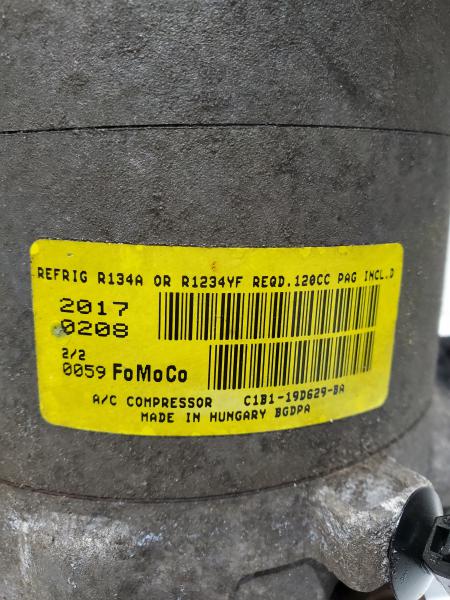 REFRIG R134A OR R1234YF REQD.120CC PAG INCL.D
2017
0208
2/2
0059 FoMoCo
A/C COMPRESSOR C1B1-19D629-BA
MADE IN HUNGARY BGDPA